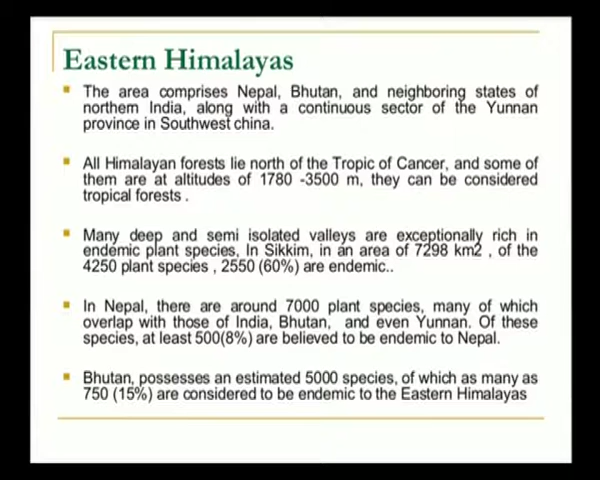 Eastern Himalayas
The area comprises Nepal, Bhutan, and neighboring states of
northern India, along with a continuous sector of the Yunnan
province in Southwest china.
All Himalayan forests lie north of the Tropic of Cancer, and some of
them are at altitudes of 1780 -3500 m, they can be considered
tropical forests .
Many deep and semi isolated valleys are exceptionally rich in
endemic plant species, In Sikkim, in an area of 7298 km2 , of the
4250 plant species , 2550 (60%) are endemic..
In Nepal, there are around 7000 plant species, many of which
overlap with those of India, Bhutan, and even Yunnan. Of these
species, at least 500(8%) are believed to be endemic to Nepal.
Bhutan, possesses an estimated 5000 species, of which as many as
750 (15%) are considered to be endemic to the Eastern Himalayas